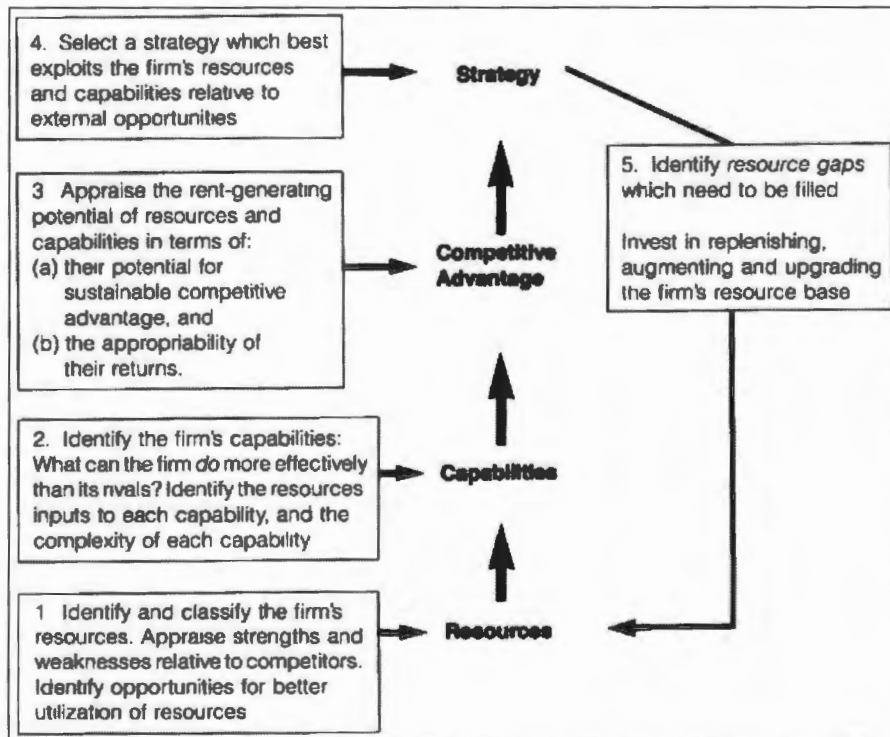 4. Select a strategy which best
exploits the firm's resources
and capabilities relative to
external opportunities
Strategy
5. Identify resource gaps
which need to be filled
Invest in replenishing,
augmenting and upgrading
the firm's resource base
3 Appraise the rent-generating
potential of resources and
capabilities in terms of:
(a) their potential for
sustainable competitive
advantage, and
(b) the appropriability of
their returns.
Competitive
Advantage
2. Identify the firm's capabilities:
What can the firm do more effectively
than its rivals? Identify the resources
inputs to each capability, and the
complexity of each capability
Capabilities
1 Identify and classify the firm's
resources. Appraise strengths and
weaknesses relative to competitors.
Identify opportunities for better
utilization of resources
Resources